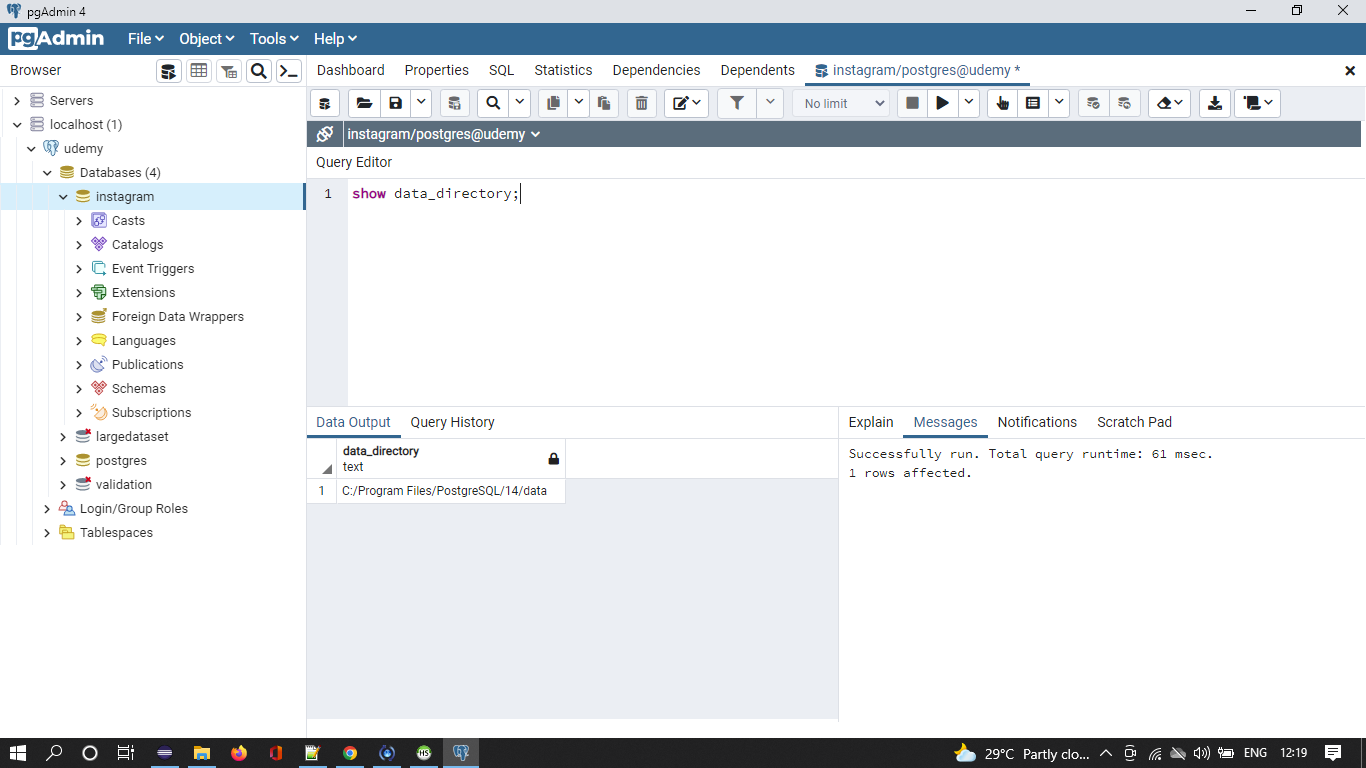 pgAdmin 4
pgAdmin File Object Tools Help
Browser
Dashboard Properties SQL Statistics Dependencies Dependents instagram/postgres@udemy *
Servers
localhost (1)
udemy
Databases (4)
instagram
Casts
Catalogs
Event Triggers
Extensions
Foreign Data Wrappers
Languages
Publications
Schemas
Subscriptions
largedataset
postgres
validation
Login/Group Roles
Tablespaces
No limit
instagram/postgres@udemy
Query Editor
1 show data_directory;
Data Output Query History
data_directory
text
1 C:/Program Files/PostgreSQL/14/data
Explain Messages Notifications Scratch Pad
Successfully run. Total query runtime: 61 msec.
1 rows affected.
HS
29°C Partly clo... ENG 12:19